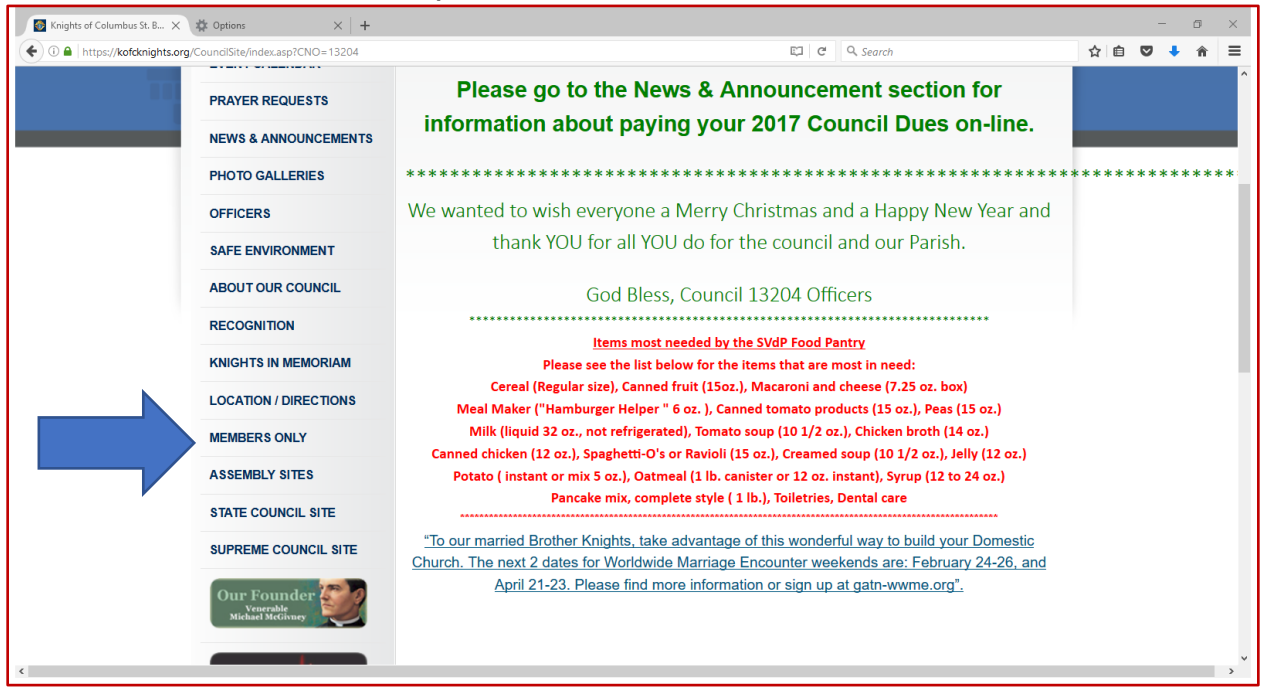 Knights of Columbus St. B...
Options
https://kofcknights.org/CouncilSite/index.asp?CNO=13204
Search
PRAYER REQUESTS
NEWS & ANNOUNCEMENTS
PHOTO GALLERIES
OFFICERS
SAFE ENVIRONMENT
ABOUT OUR COUNCIL
RECOGNITION
KNIGHTS IN MEMORIAM
LOCATION / DIRECTIONS
MEMBERS ONLY
ASSEMBLY SITES
STATE COUNCIL SITE
SUPREME COUNCIL SITE
Our Founder
Venerable
Michael McGivney
Please go to the News & Announcement section for
information about paying your 2017 Council Dues on-line.
We wanted to wish everyone a Merry Christmas and a Happy New Year and
thank YOU for all YOU do for the council and our Parish.
God Bless, Council 13204 Officers
Items most needed by the SVdP Food Pantry
Please see the list below for the items that are most in need:
Cereal (Regular size), Canned fruit (15oz.), Macaroni and cheese (7.25 oz. box)
Meal Maker ("Hamburger Helper " 6 oz. ), Canned tomato products (15 oz.), Peas (15 oz.)
Milk (liquid 32 oz., not refrigerated), Tomato soup (10 1/2 oz.), Chicken broth (14 oz.)
Canned chicken (12 oz.), Spaghetti-O's or Ravioli (15 oz.), Creamed soup (10 1/2 oz.), Jelly (12 oz.)
Potato ( instant or mix 5 oz.), Oatmeal (1 lb. canister or 12 oz. instant), Syrup (12 to 24 oz.)
Pancake mix, complete style ( 1 lb.), Toiletries, Dental care
“To our married Brother Knights, take advantage of this wonderful way to build your Domestic
Church. The next 2 dates for Worldwide Marriage Encounter weekends are: February 24-26, and
April 21-23. Please find more information or sign up at gatn-wwme.org”.